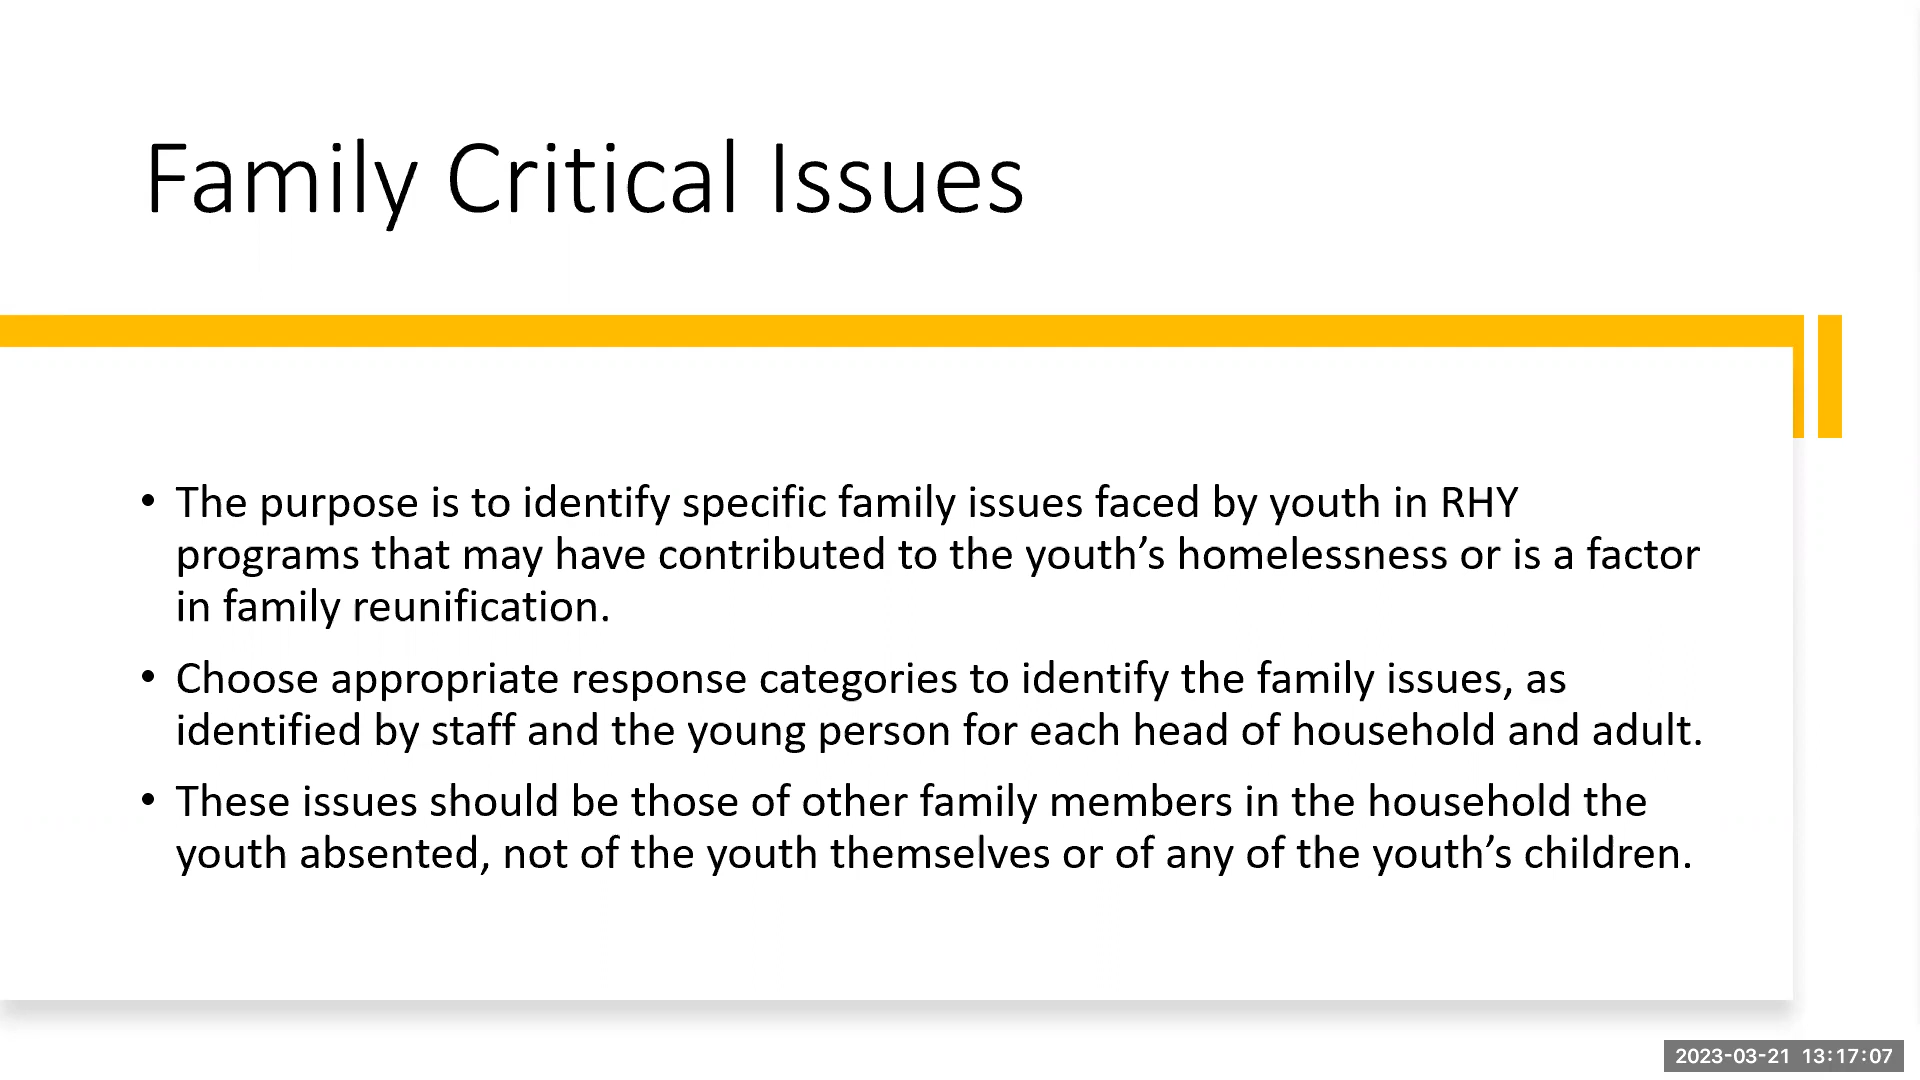 Family Critical Issues
• The purpose is to identify specific family issues faced by youth in RHY
programs that may have contributed to the youth’s homelessness or is a factor
in family reunification.
• Choose appropriate response categories to identify the family issues, as
identified by staff and the young person for each head of household and adult.
• These issues should be those of other family members in the household the
youth absented, not of the youth themselves or of any of the youth’s children.
2023-03-21 13:17:07